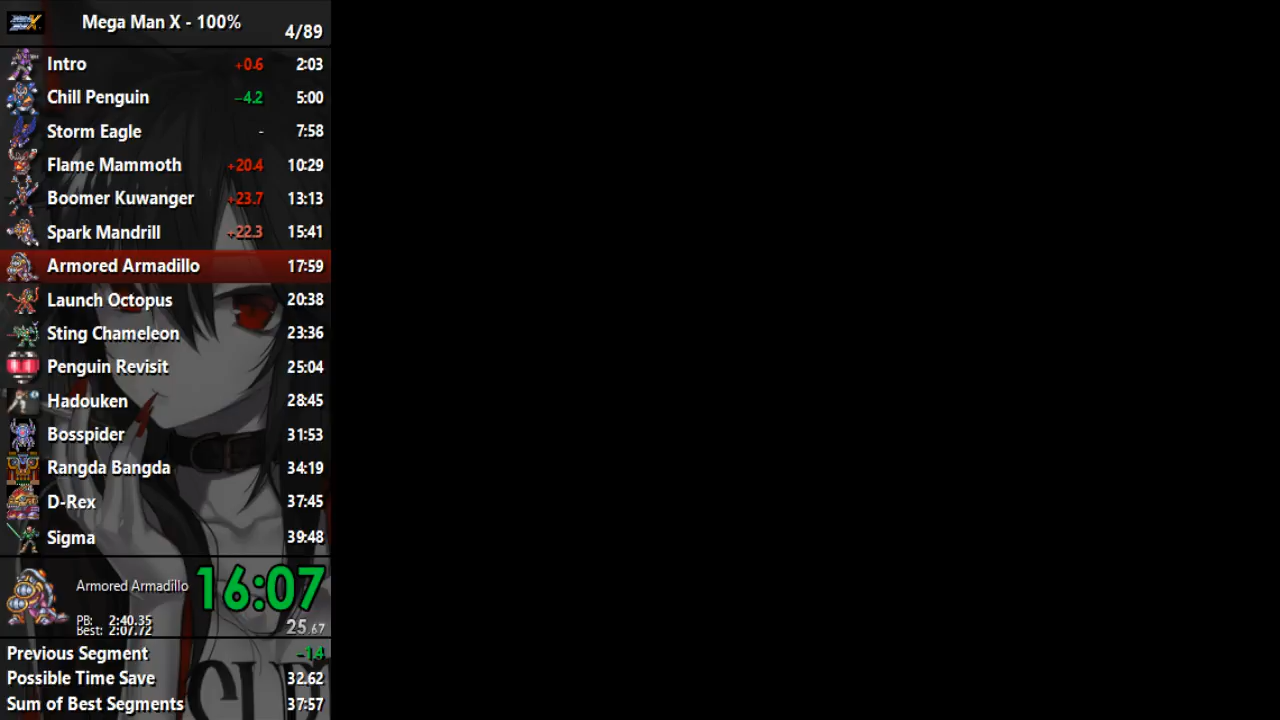 Mega Man X - 100%
4/89
Intro +0.6 2:03
Chill Penguin −4.2 5:00
Storm Eagle - 7:58
Flame Mammoth +20.4 10:29
Boomer Kuwanger +23.7 13:13
Spark Mandrill +22.3 15:41
Armored Armadillo 17:59
Launch Octopus 20:38
Sting Chameleon 23:36
Penguin Revisit 25:04
Hadouken 28:45
Bosspider 31:53
Rangda Bangda 34:19
D-Rex 37:45
Sigma 39:48
Armored Armadillo 16:07
PB: 2:40.35
Best: 2:07.72
25.67
Previous Segment −1.4
Possible Time Save 32.62
Sum of Best Segments 37:57